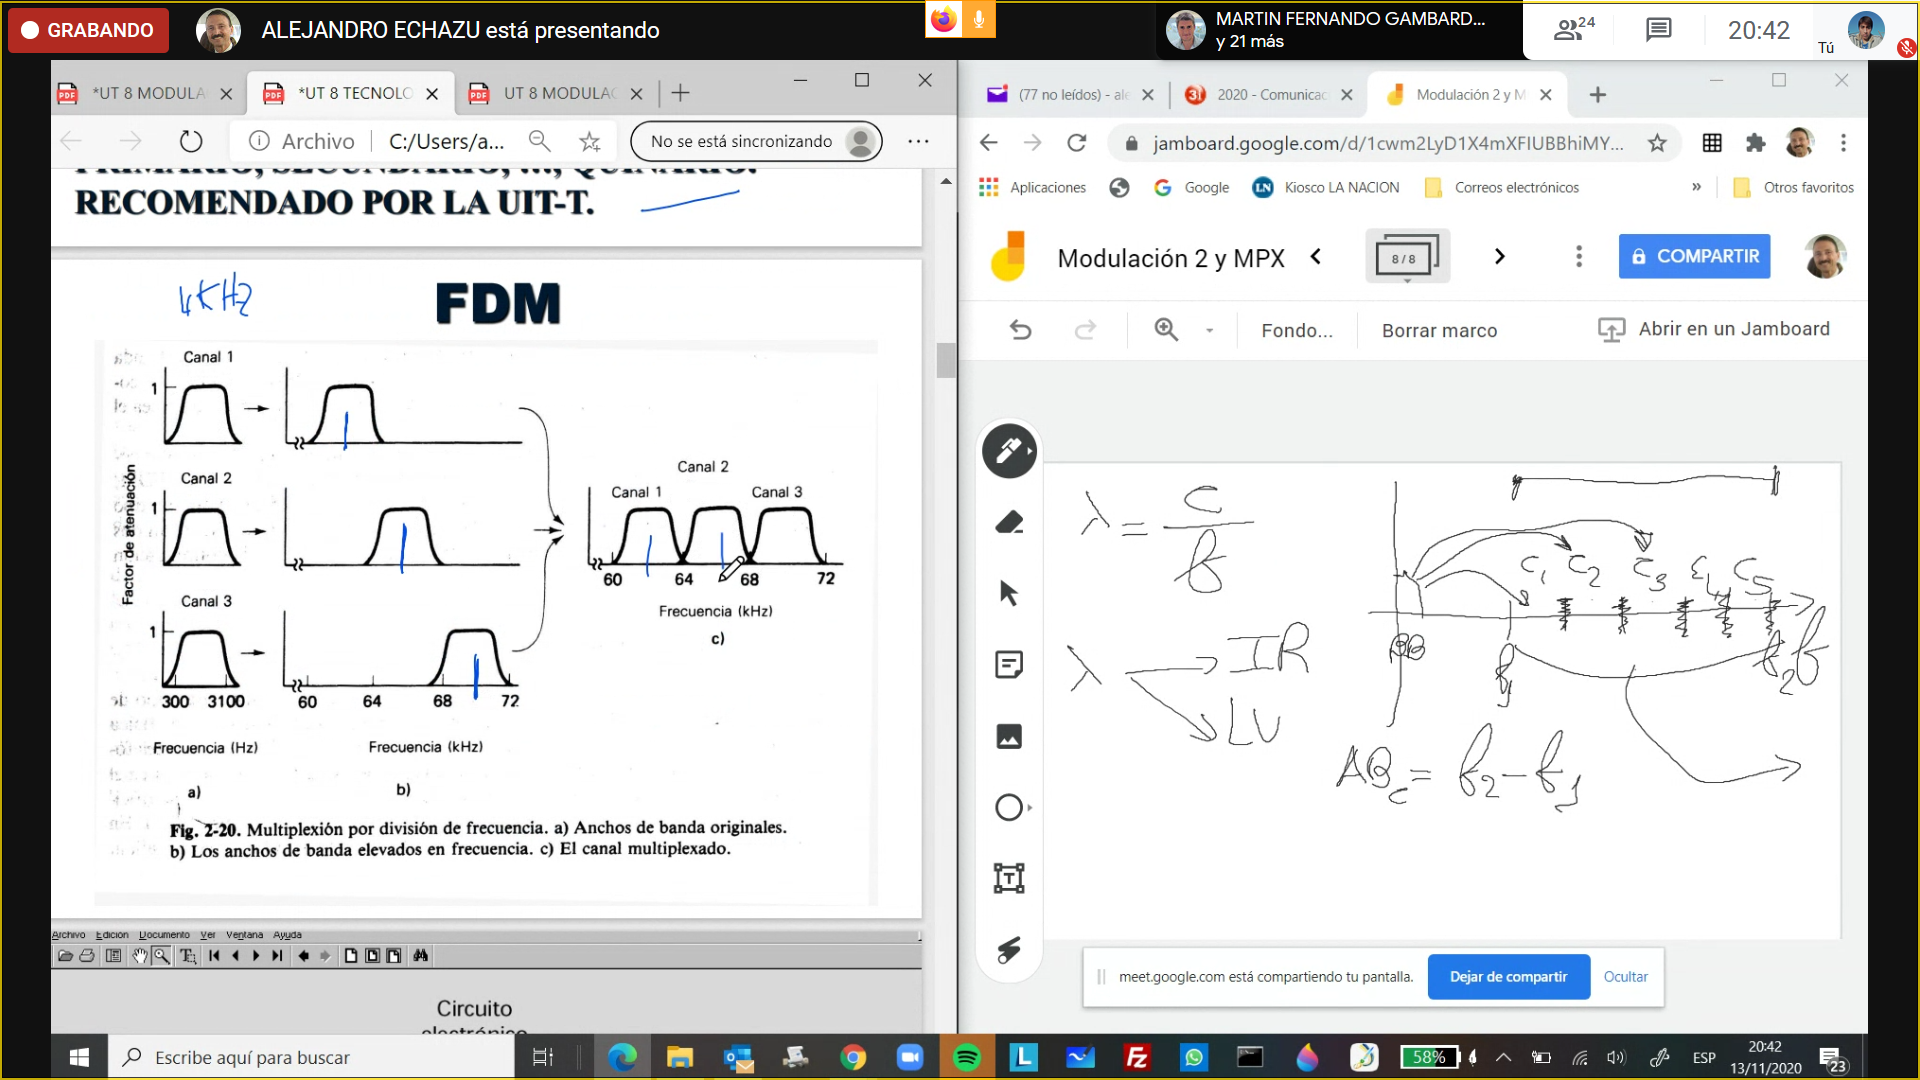 GRABANDO
ALEJANDRO ECHAZU está presentando
MARTIN FERNANDO GAMBARD...
y 21 más
24
20:42
Tú
*UT 8 MODULA
*UT 8 TECNOLO
UT 8 MODULAC
Archivo
C:/Users/a...
No se está sincronizando
RECOMENDADO POR LA UIT-T.
4KHz
FDM
Canal 1
1
Canal 2
1
Canal 3
1
Factor de atenuación
300 3100
60 64 68 72
Frecuencia (Hz)
Frecuencia (kHz)
a)
b)
Canal 2
Canal 1
Canal 3
60 64 68 72
Frecuencia (kHz)
c)
Fig. 2-20. Multiplexión por división de frecuencia. a) Anchos de banda originales.
b) Los anchos de banda elevados en frecuencia. c) El canal multiplexado.
Archivo Edición Documento Ver Ventana Ayuda
Circuito
electrónico
(77 no leídos) - ale
2020 - Comunicac
Modulación 2 y M
jamboard.google.com/d/1cwm2LyD1X4mXFIUBBhiMY...
Aplicaciones
Google
Kiosco LA NACION
Correos electrónicos
»
Otros favoritos
Modulación 2 y MPX
8 / 8
COMPARTIR
Fondo...
Borrar marco
Abrir en un Jamboard
λ = C/f
C1 C2 C3 C4 C5
BB
f1
f2
f
λ
IR
LV
ABc = f2 - f1
meet.google.com está compartiendo tu pantalla.
Dejar de compartir
Ocultar
Escribe aquí para buscar
58%
ESP
20:42
13/11/2020
23